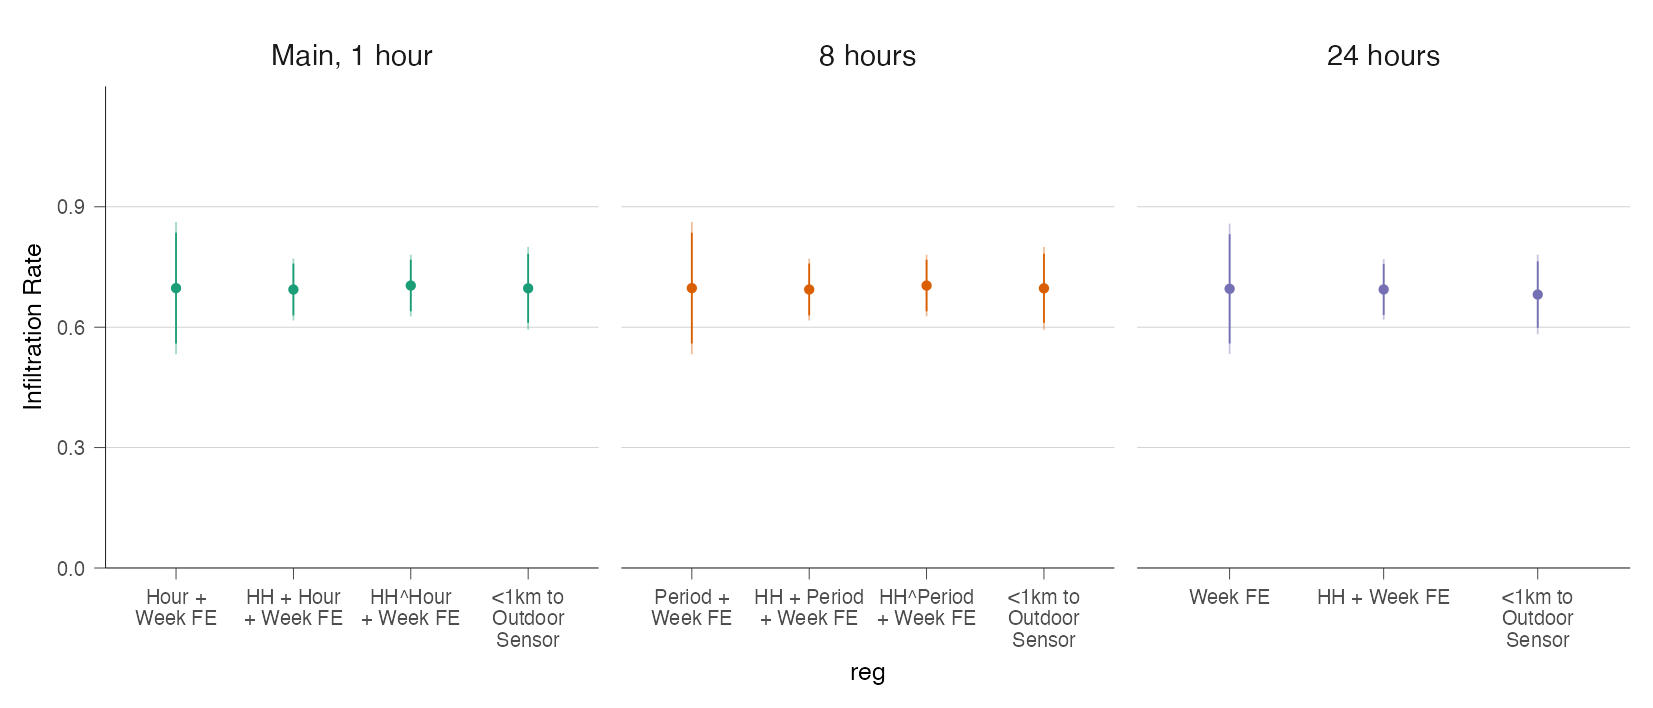 Main, 1 hour
8 hours
24 hours
Infiltration Rate
0.9
0.6
0.3
0.0
Hour +
Week FE
HH + Hour
+ Week FE
HH^Hour
+ Week FE
<1km to
Outdoor
Sensor
Period +
Week FE
HH + Period
+ Week FE
HH^Period
+ Week FE
<1km to
Outdoor
Sensor
Week FE
HH + Week FE
<1km to
Outdoor
Sensor
reg